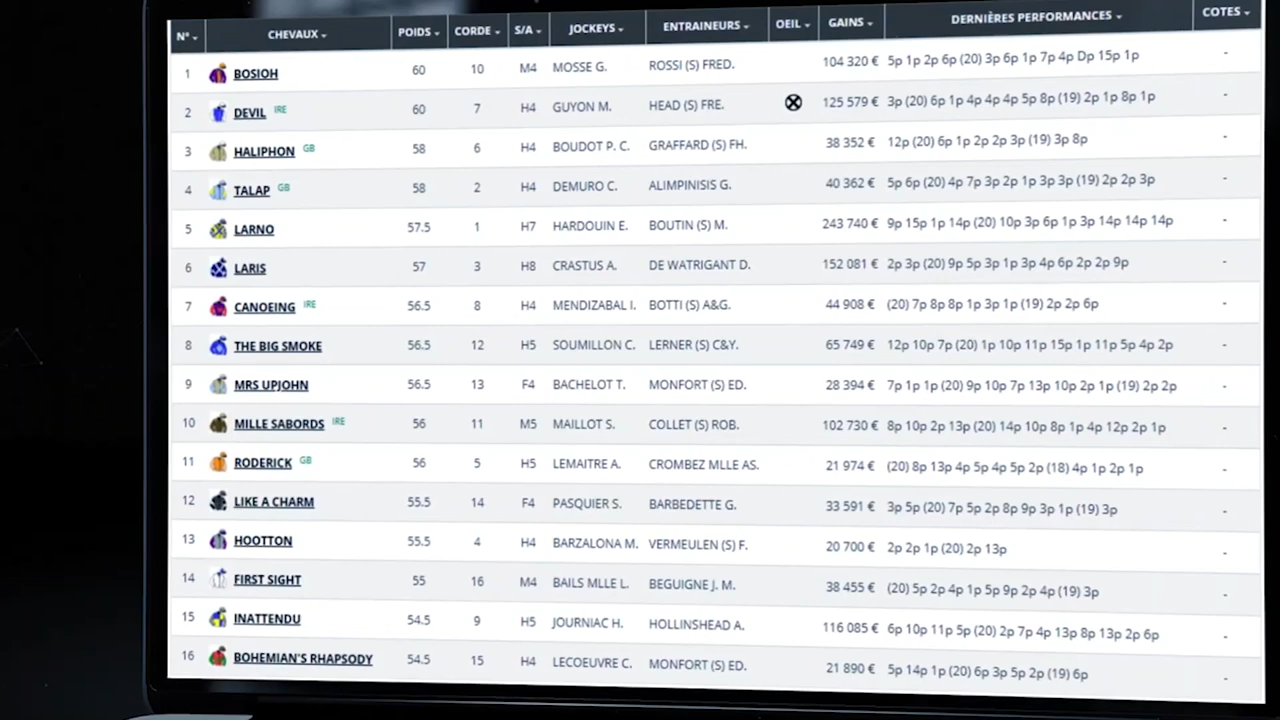 N° CHEVAUX POIDS CORDE S/A JOCKEYS ENTRAINEURS OEIL GAINS DERNIÈRES PERFORMANCES COTES
1 BOSIOH 60 10 M4 MOSSE G. ROSSI (S) FRED. 104 320 € 5p 1p 2p 6p (20) 3p 6p 1p 7p 4p Dp 15p 1p -
2 DEVIL IRE 60 7 H4 GUYON M. HEAD (S) FRE. 125 579 € 3p (20) 6p 1p 4p 4p 4p 5p 8p (19) 2p 1p 8p 1p -
3 HALIPHON GB 58 6 H4 BOUDOT P. C. GRAFFARD (S) FH. 38 352 € 12p (20) 6p 1p 2p 2p 3p (19) 3p 8p -
4 TALAP GB 58 2 H4 DEMURO C. ALIMPINISIS G. 40 362 € 5p 6p (20) 4p 7p 3p 2p 1p 3p 3p (19) 2p 2p 3p -
5 LARNO 57.5 1 H7 HARDOUIN E. BOUTIN (S) M. 243 740 € 9p 15p 1p 14p (20) 10p 3p 6p 1p 3p 14p 14p 14p -
6 LARIS 57 3 H8 CRASTUS A. DE WATRIGANT D. 152 081 € 2p 3p (20) 9p 5p 3p 1p 3p 4p 6p 2p 2p 9p -
7 CANOEING IRE 56.5 8 H4 MENDIZABAL I. BOTTI (S) A&G. 44 908 € (20) 7p 8p 8p 1p 3p 1p (19) 2p 2p 6p -
8 THE BIG SMOKE 56.5 12 H5 SOUMILLON C. LERNER (S) C&Y. 65 749 € 12p 10p 7p (20) 1p 10p 11p 15p 1p 11p 5p 4p 2p -
9 MRS UPJOHN 56.5 13 F4 BACHELOT T. MONFORT (S) ED. 28 394 € 7p 1p 1p (20) 9p 10p 7p 13p 10p 2p 1p (19) 2p 2p -
10 MILLE SABORDS IRE 56 11 M5 MAILLOT S. COLLET (S) ROB. 102 730 € 8p 10p 2p 13p (20) 14p 10p 8p 1p 4p 12p 2p 1p -
11 RODERICK GB 56 5 H5 LEMAITRE A. CROMBEZ MLLE AS. 21 974 € (20) 8p 13p 4p 5p 4p 5p 2p (18) 4p 1p 2p 1p -
12 LIKE A CHARM 55.5 14 F4 PASQUIER S. BARBEDETTE G. 33 591 € 3p 5p (20) 7p 5p 2p 8p 9p 3p 1p (19) 3p -
13 HOOTTON 55.5 4 H4 BARZALONA M. VERMEULEN (S) F. 20 700 € 2p 2p 1p (20) 2p 13p -
14 FIRST SIGHT 55 16 M4 BAILS MLLE L. BEGUIGNE J. M. 38 455 € (20) 5p 2p 4p 1p 5p 9p 2p 4p (19) 3p -
15 INATTENDU 54.5 9 H5 JOURNIAC H. HOLLINSHEAD A. 116 085 € 6p 10p 11p 5p (20) 2p 7p 4p 13p 8p 13p 2p 6p -
16 BOHEMIAN'S RHAPSODY 54.5 15 H4 LECOEUVRE C. MONFORT (S) ED. 21 890 € 5p 14p 1p (20) 6p 3p 5p 2p (19) 6p -